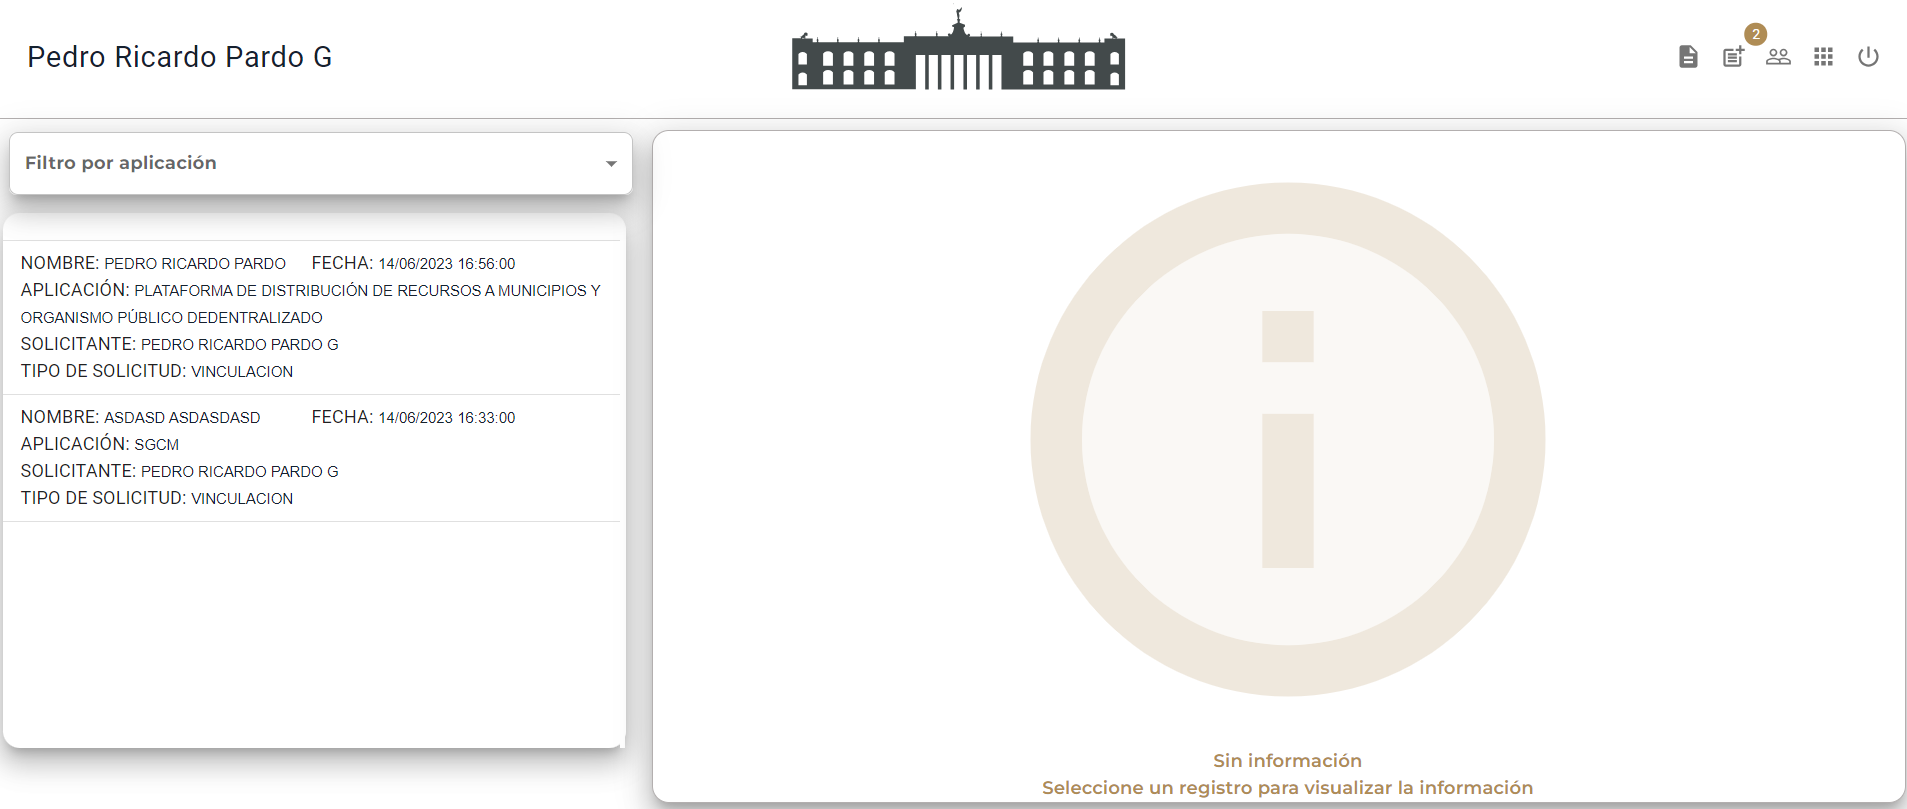 Pedro Ricardo Pardo G
2
Filtro por aplicación
NOMBRE: PEDRO RICARDO PARDO FECHA: 14/06/2023 16:56:00
APLICACIÓN: PLATAFORMA DE DISTRIBUCIÓN DE RECURSOS A MUNICIPIOS Y
ORGANISMO PÚBLICO DEDENTRALIZADO
SOLICITANTE: PEDRO RICARDO PARDO G
TIPO DE SOLICITUD: VINCULACION
NOMBRE: ASDASD ASDASDASD FECHA: 14/06/2023 16:33:00
APLICACIÓN: SGCM
SOLICITANTE: PEDRO RICARDO PARDO G
TIPO DE SOLICITUD: VINCULACION
Sin información
Seleccione un registro para visualizar la información